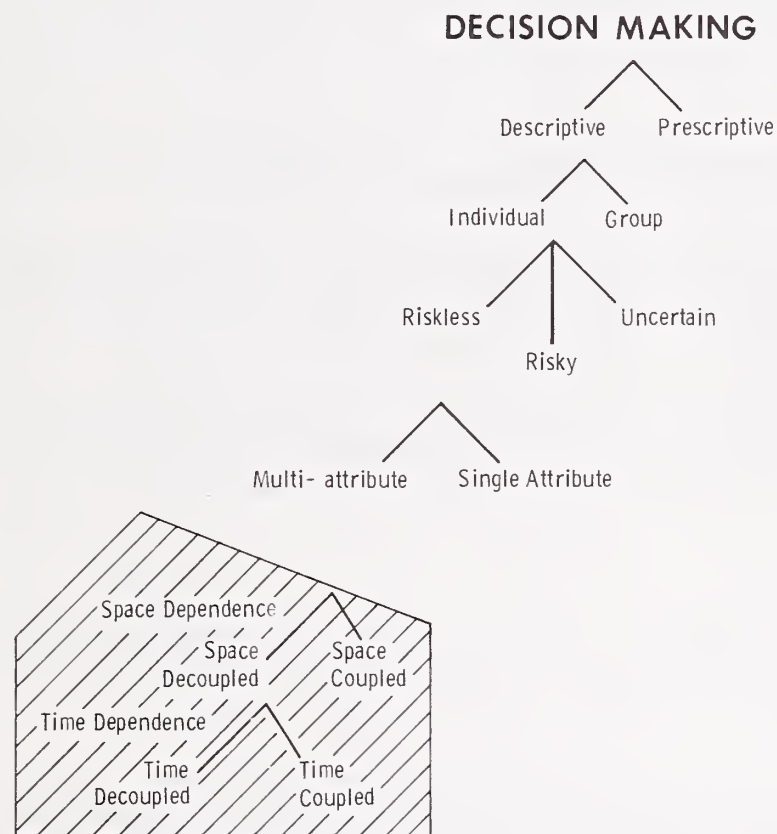 DECISION MAKING
Descriptive Prescriptive
Individual Group
Riskless Uncertain
Risky
Multi- attribute Single Attribute
Space Dependence
Space Space
Decoupled Coupled
Time Dependence
Time Time
Decoupled Coupled